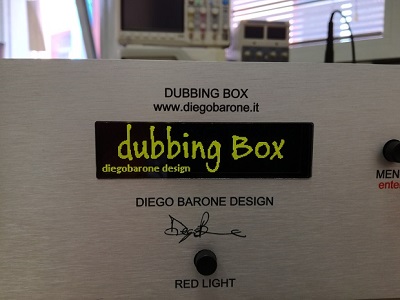 DUBBING BOX
www.diegobarone.it
dubbing Box
diegobarone design
DIEGO BARONE DESIGN
MEN
ente
RED LIGHT